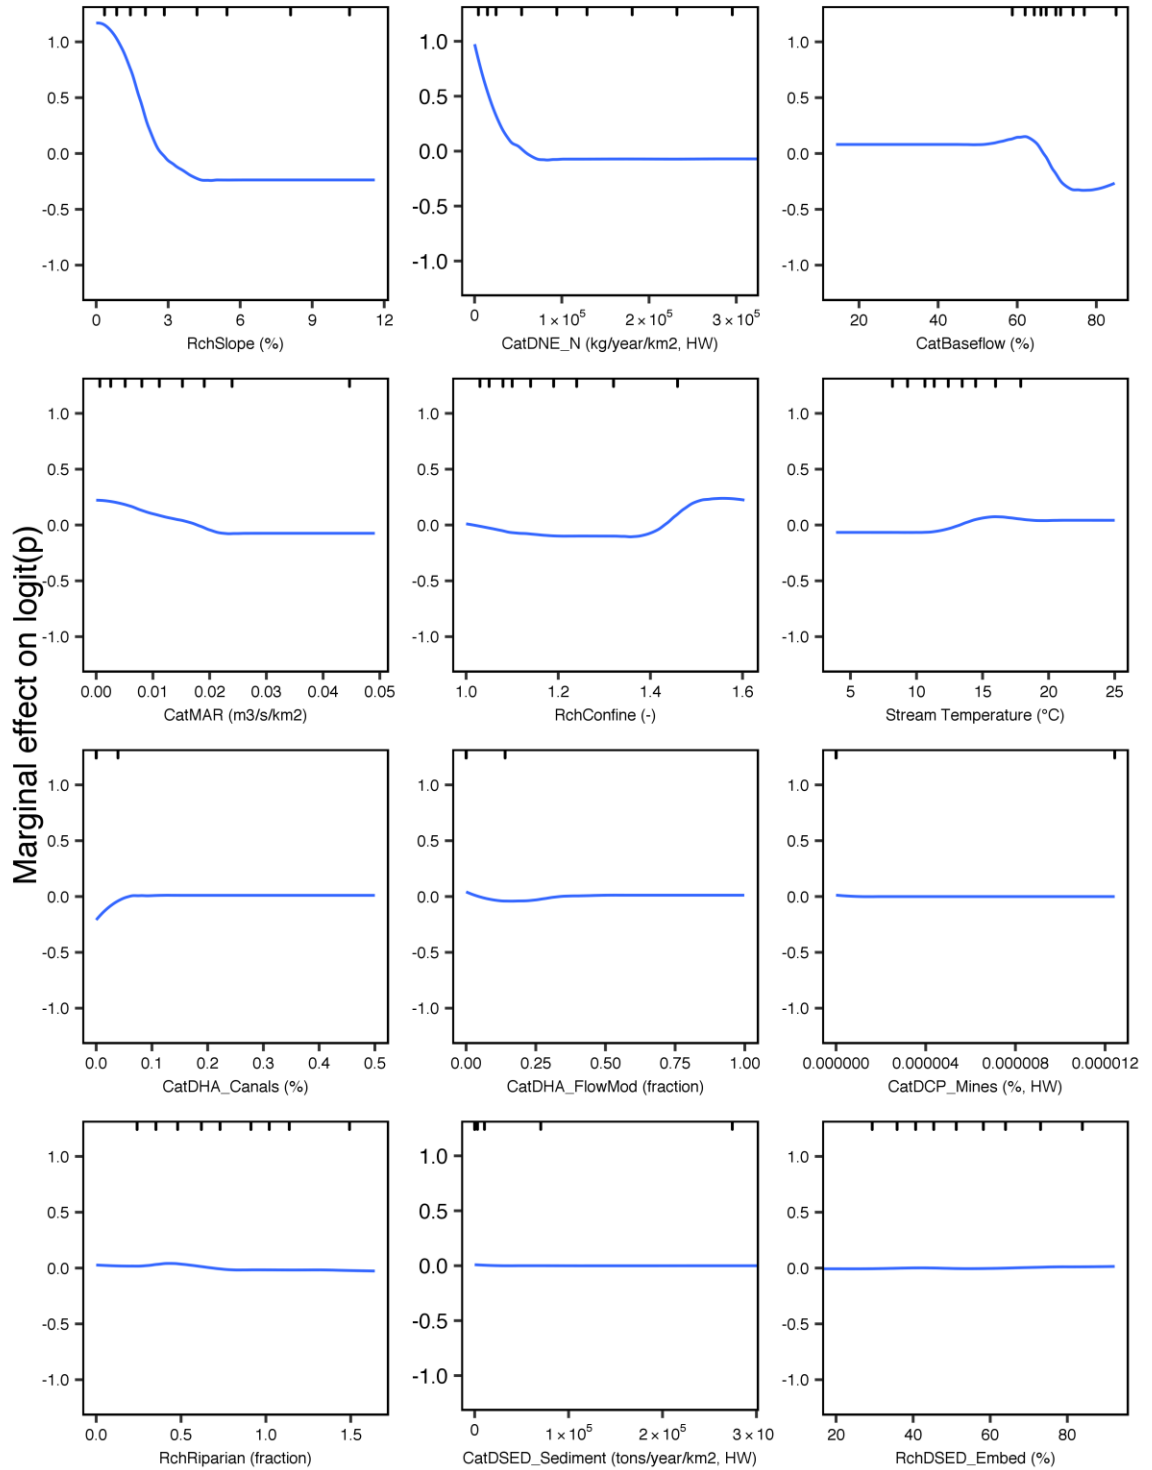 Marginal effect on logit(p)
1.0
0.5
0.0
-0.5
-1.0
0 3 6 9 12
RchSlope (%)
1.0
0.5
0.0
-0.5
-1.0
0 1 × 10⁵ 2 × 10⁵ 3 × 10⁵
CatDNE_N (kg/year/km2, HW)
1.0
0.5
0.0
-0.5
-1.0
20 40 60 80
CatBaseflow (%)
1.0
0.5
0.0
-0.5
-1.0
0.00 0.01 0.02 0.03 0.04 0.05
CatMAR (m3/s/km2)
1.0
0.5
0.0
-0.5
-1.0
1.0 1.2 1.4 1.6
RchConfine (-)
1.0
0.5
0.0
-0.5
-1.0
5 10 15 20 25
Stream Temperature (°C)
1.0
0.5
0.0
-0.5
-1.0
0.0 0.1 0.2 0.3 0.4 0.5
CatDHA_Canals (%)
1.0
0.5
0.0
-0.5
-1.0
0.00 0.25 0.50 0.75 1.00
CatDHA_FlowMod (fraction)
1.0
0.5
0.0
-0.5
-1.0
0.000000 0.000004 0.000008 0.000012
CatDCP_Mines (%, HW)
1.0
0.5
0.0
-0.5
-1.0
0.0 0.5 1.0 1.5
RchRiparian (fraction)
1.0
0.5
0.0
-0.5
-1.0
0 1 × 10⁵ 2 × 10⁵ 3 × 10
CatDSED_Sediment (tons/year/km2, HW)
1.0
0.5
0.0
-0.5
-1.0
20 40 60 80
RchDSED_Embed (%)